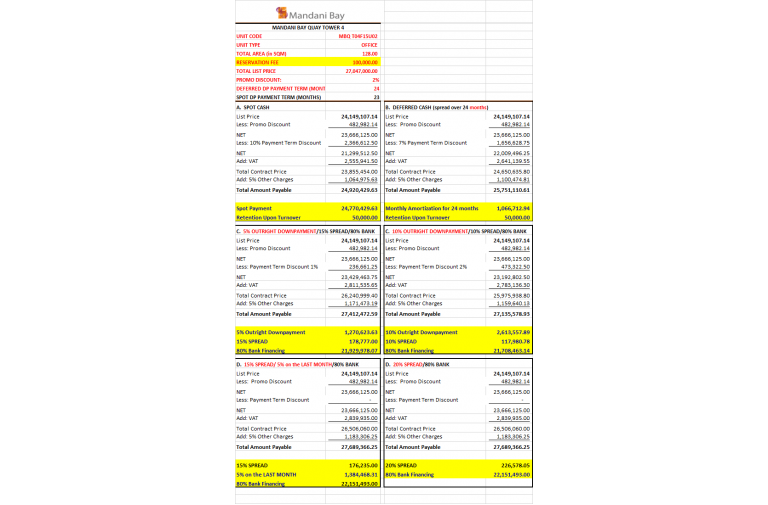 Mandani Bay
MANDANI BAY QUAY TOWER 4
UNIT CODE MBQ T04F15U02
UNIT TYPE OFFICE
TOTAL AREA (in SQM) 128.00
RESERVATION FEE 100,000.00
TOTAL LIST PRICE 27,047,000.00
PROMO DISCOUNT: 2%
DEFERRED DP PAYMENT TERM (MONT 24
SPOT DP PAYMENT TERM (MONTHS) 23
A. SPOT CASH
List Price 24,149,107.14
Less: Promo Discount 482,982.14
NET 23,666,125.00
Less: 10% Payment Term Discount 2,366,612.50
NET 21,299,512.50
Add: VAT 2,555,941.50
Total Contract Price 23,855,454.00
Add: 5% Other Charges 1,064,975.63
Total Amount Payable 24,920,429.63
Spot Payment 24,770,429.63
Retention Upon Turnover 50,000.00
B. DEFERRED CASH (spread over 24 months)
List Price 24,149,107.14
Less: Promo Discount 482,982.14
NET 23,666,125.00
Less: 7% Payment Term Discount 1,656,628.75
NET 22,009,496.25
Add: VAT 2,641,139.55
Total Contract Price 24,650,635.80
Add: 5% Other Charges 1,100,474.81
Total Amount Payable 25,751,110.61
Monthly Amortization for 24 months 1,066,712.94
Retention Upon Turnover 50,000.00
C. 5% OUTRIGHT DOWNPAYMENT/15% SPREAD/80% BANK
List Price 24,149,107.14
Less: Promo Discount 482,982.14
NET 23,666,125.00
Less: Payment Term Discount 1% 236,661.25
NET 23,429,463.75
Add: VAT 2,811,535.65
Total Contract Price 26,240,999.40
Add: 5% Other Charges 1,171,473.19
Total Amount Payable 27,412,472.59
5% Outright Downpayment 1,270,623.63
15% SPREAD 178,777.00
80% Bank Financing 21,929,978.07
C. 10% OUTRIGHT DOWNPAYMENT/10% SPREAD/80% BANK
List Price 24,149,107.14
Less: Promo Discount 482,982.14
NET 23,666,125.00
Less: Payment Term Discount 2% 473,322.50
NET 23,192,802.50
Add: VAT 2,783,136.30
Total Contract Price 25,975,938.80
Add: 5% Other Charges 1,159,640.13
Total Amount Payable 27,135,578.93
10% Outright Downpayment 2,613,557.89
10% SPREAD 117,980.78
80% Bank Financing 21,708,463.14
D. 15% SPREAD/ 5% on the LAST MONTH/80% BANK
List Price 24,149,107.14
Less: Promo Discount 482,982.14
NET 23,666,125.00
Less: Payment Term Discount -
NET 23,666,125.00
Add: VAT 2,839,935.00
Total Contract Price 26,506,060.00
Add: 5% Other Charges 1,183,306.25
Total Amount Payable 27,689,366.25
15% SPREAD 176,235.00
5% on the LAST MONTH 1,384,468.31
80% Bank Financing 22,151,493.00
D. 20% SPREAD/80% BANK
List Price 24,149,107.14
Less: Promo Discount 482,982.14
NET 23,666,125.00
Less: Payment Term Discount -
NET 23,666,125.00
Add: VAT 2,839,935.00
Total Contract Price 26,506,060.00
Add: 5% Other Charges 1,183,306.25
Total Amount Payable 27,689,366.25
20% SPREAD 226,578.05
80% Bank Financing 22,151,493.00